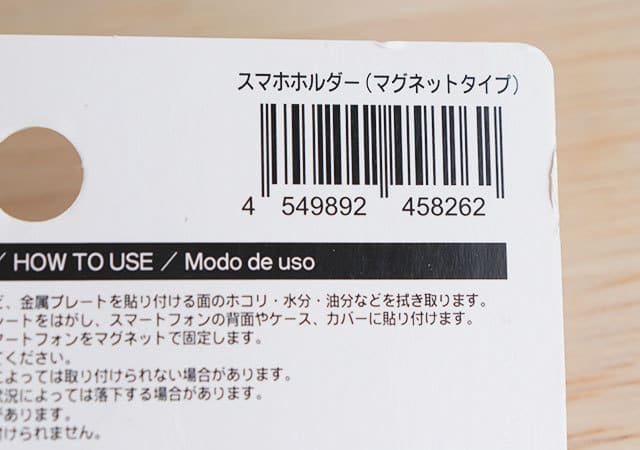 スマホホルダー(マグネットタイプ)
4 549892 458262
/ HOW TO USE / Modo de uso
、金属プレートを貼り付ける面のホコリ・水分・油分などを拭き取ります。
ートをはがし、スマートフォンの背面やケース、カバーに貼り付けます。
ートフォンをマグネットで固定します。
てください。
によっては取り付けられない場合があります。
状況によっては落下する場合があります。
があります。
付けられません。